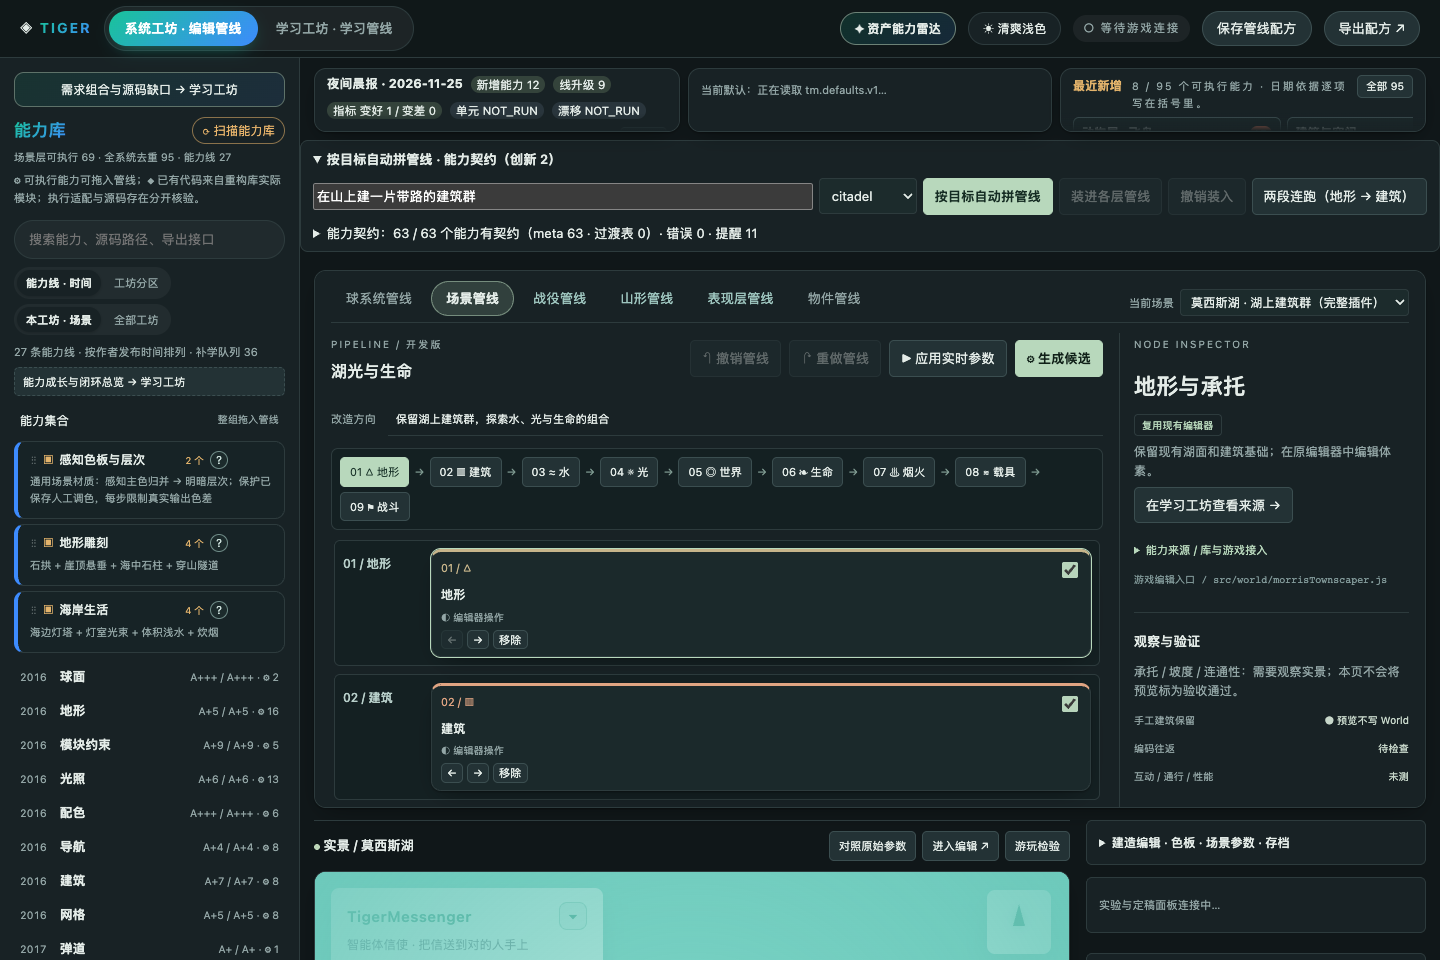 ◈ TIGER
系统工坊 · 编辑管线
学习工坊 · 学习管线
✦ 资产能力雷达
☀ 清爽浅色
等待游戏连接
保存管线配方
导出配方 ↗
需求组合与源码缺口 → 学习工坊
能力库
⟳ 扫描能力库
场景层可执行 69 · 全系统去重 95 · 能力线 27
⚙ 可执行能力可拖入管线；◆ 已有代码来自重构库实际
模块；执行适配与源码存在分开核验。
搜索能力、源码路径、导出接口
能力线 · 时间
工坊分区
本工坊 · 场景
全部工坊
27 条能力线 · 按作者发布时间排列 · 补学队列 36
能力成长与闭环总览 → 学习工坊
能力集合
整组拖入管线
感知色板与层次
2 个
?
通用场景材质：感知主色归并 → 明暗层次；保护已
保存人工调色，每步限制真实输出色差
地形雕刻
4 个
?
石拱 + 崖顶悬垂 + 海中石柱 + 穿山隧道
海岸生活
4 个
?
海边灯塔 + 灯室光束 + 体积浅水 + 炊烟
2016 球面 A+++ / A+++ · ⚙ 2
2016 地形 A+5 / A+5 · ⚙ 16
2016 模块约束 A+9 / A+9 · ⚙ 5
2016 光照 A+6 / A+6 · ⚙ 13
2016 配色 A+++ / A+++ · ⚙ 6
2016 导航 A+4 / A+4 · ⚙ 8
2016 建筑 A+7 / A+7 · ⚙ 8
2016 网格 A+5 / A+5 · ⚙ 8
2017 弹道 A+ / A+ · ⚙ 1
夜间晨报 · 2026-11-25 新增能力 12 线升级 9
指标 变好 1 / 变差 0 单元 NOT_RUN 漂移 NOT_RUN
当前默认：正在读取 tm.defaults.v1…
最近新增
8 / 95 个可执行能力 · 日期依据逐项
写在括号里。
全部 95
▼ 按目标自动拼管线 · 能力契约（创新 2）
在山上建一片带路的建筑群
citadel
按目标自动拼管线
装进各层管线
撤销装入
两段连跑（地形 → 建筑）
▶ 能力契约：63 / 63 个能力有契约（meta 63 · 过渡表 0）· 错误 0 · 提醒 11
球系统管线
场景管线
战役管线
山形管线
表现层管线
物件管线
当前场景
莫西斯湖 · 湖上建筑群（完整插件）
PIPELINE / 开发版
湖光与生命
撤销管线
重做管线
▶ 应用实时参数
⚙ 生成候选
改造方向
保留湖上建筑群，探索水、光与生命的组合
01 △ 地形 → 02 ▦ 建筑 → 03 ≈ 水 → 04 ☀ 光 → 05 ◎ 世界 → 06 ❧ 生命 → 07 ♨ 烟火 → 08 ≋ 载具 →
09 ⚑ 战斗
01 / 地形
01 / △
地形
◐ 编辑器操作
← → 移除
02 / 建筑
02 / ▦
建筑
◐ 编辑器操作
← → 移除
NODE INSPECTOR
地形与承托
复用现有编辑器
保留现有湖面和建筑基础；在原编辑器中编辑体
素。
在学习工坊查看来源 →
▶ 能力来源 / 库与游戏接入
游戏编辑入口 / src/world/morrisTownscaper.js
观察与验证
承托 / 坡度 / 连通性：需要观察实景；本页不会将
预览标为验收通过。
手工建筑保留
● 预览不写 World
编码往返
待检查
互动 / 通行 / 性能
未测
实景 / 莫西斯湖
对照原始参数
进入编辑 ↗
游玩检验
TigerMessenger
智能体信使 · 把信送到对的人手上
▶ 建造编辑 · 色板 · 场景参数 · 存档
实验与定稿面板连接中…